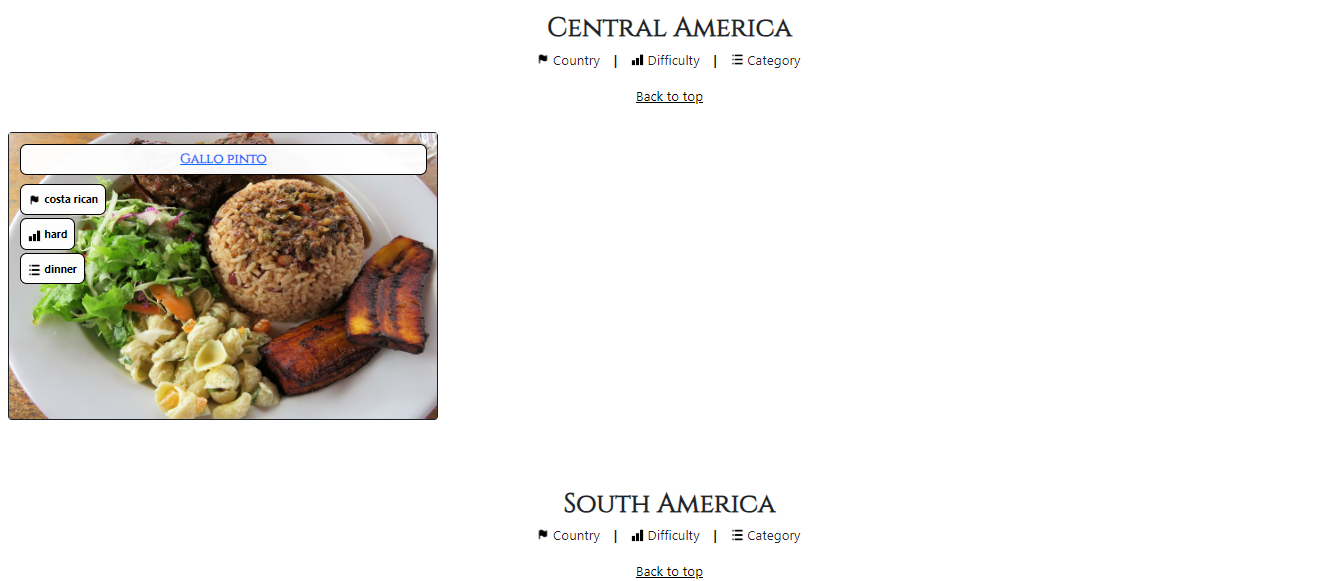 Central America
Country | Difficulty | Category
Back to top
Gallo pinto
costa rican
hard
dinner
South America
Country | Difficulty | Category
Back to top